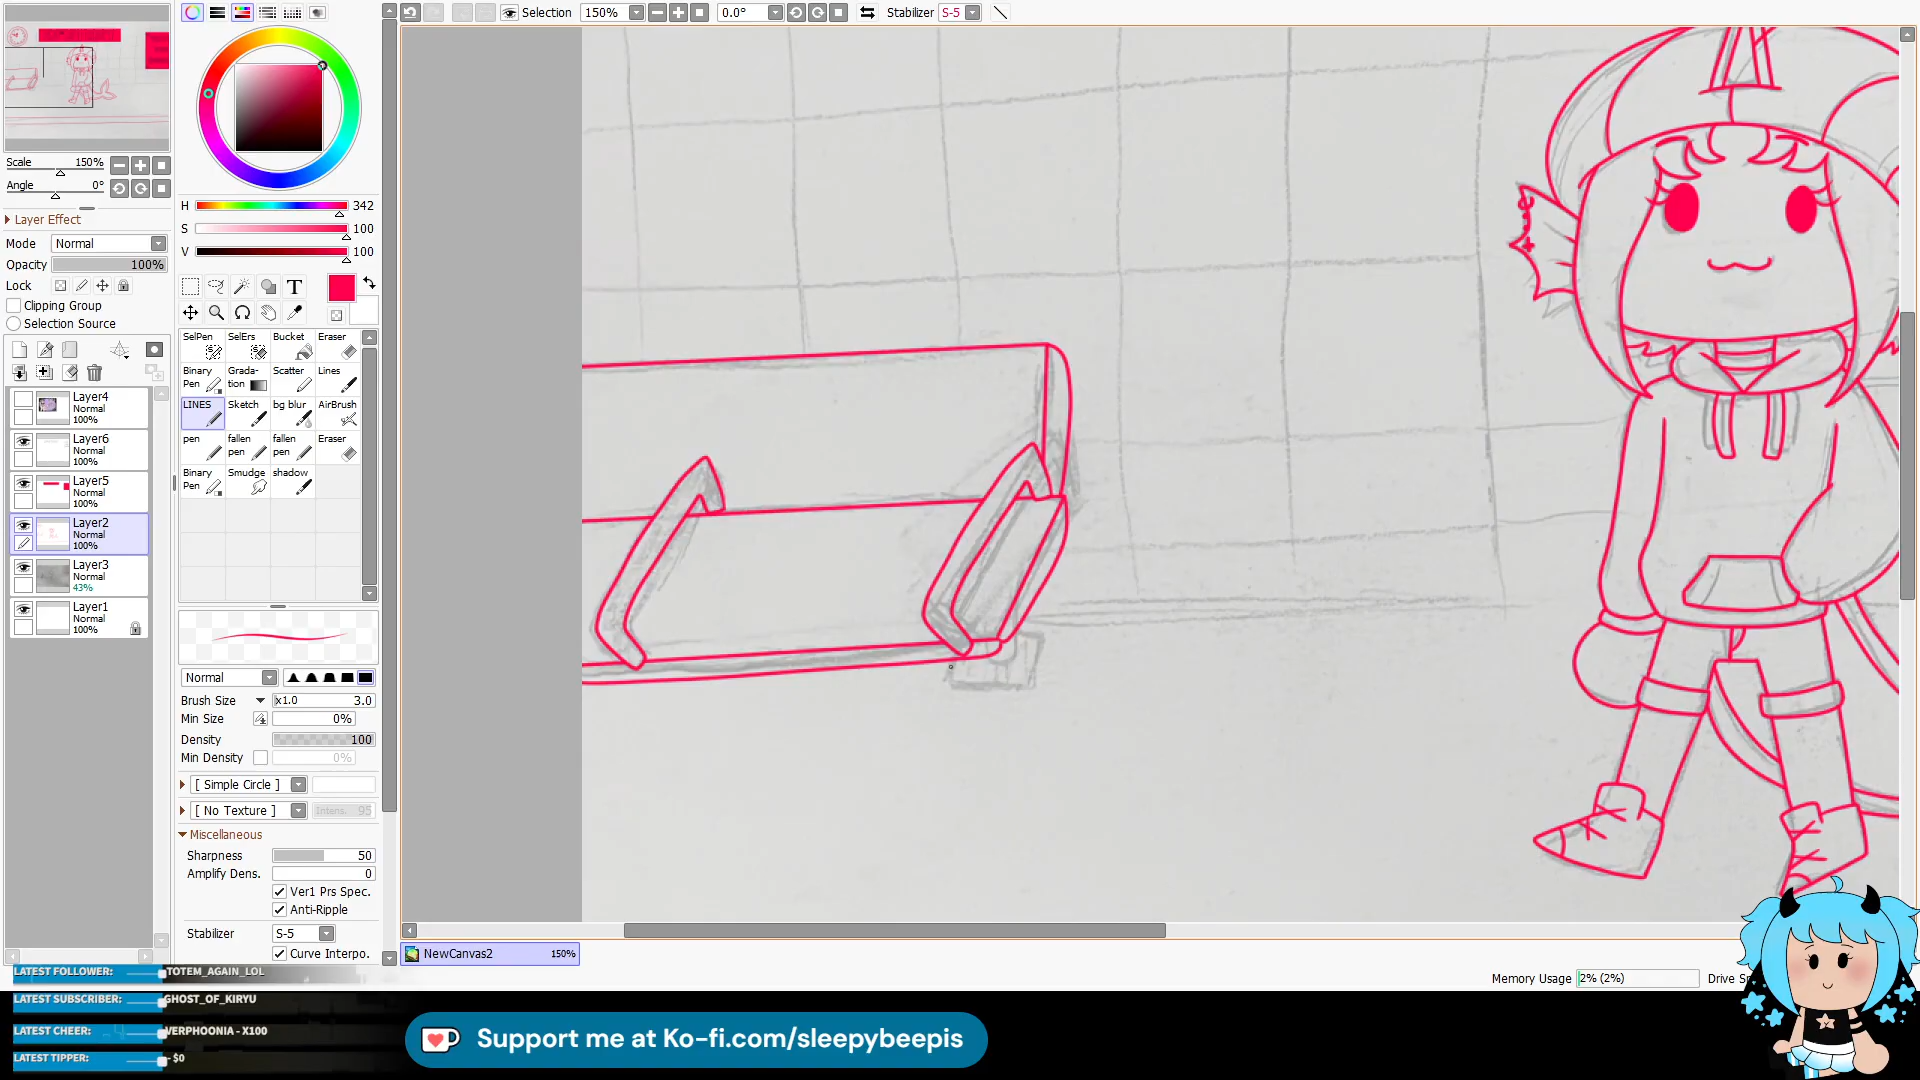 Selection
150%
0.0°
Stabilizer
S-5
Scale
150%
Angle
0°
Layer Effect
Mode
Normal
Opacity
100%
Lock
Clipping Group
Selection Source
Layer4
Normal
100%
Layer6
Normal
100%
Layer5
Normal
100%
Layer2
Normal
100%
Layer3
Normal
43%
Layer1
Normal
100%
H
342
S
100
V
100
T
SelPen
SelErs
Bucket
Eraser
Binary
Pen
Grada-
tion
Scatter
Lines
LINES
Sketch
bg blur
AirBrush
pen
fallen
pen
fallen
pen
Eraser
Binary
Pen
Smudge
shadow
Normal
Brush Size
x1.0
3.0
Min Size
0%
Density
100
Min Density
0%
[ Simple Circle ]
[ No Texture ]
Intens.
95
Miscellaneous
Sharpness
50
Amplify Dens.
0
Ver1 Prs Spec.
Anti-Ripple
Stabilizer
S-5
Curve Interpo.
NewCanvas2
150%
Memory Usage
2% (2%)
LATEST FOLLOWER:
TOTEM_AGAIN_LOL
LATEST SUBSCRIBER:
GHOST_OF_KIRYU
LATEST CHEER:
VERPHOONIA - X100
LATEST TIPPER:
- $0
Support me at Ko-fi.com/sleepybeepis